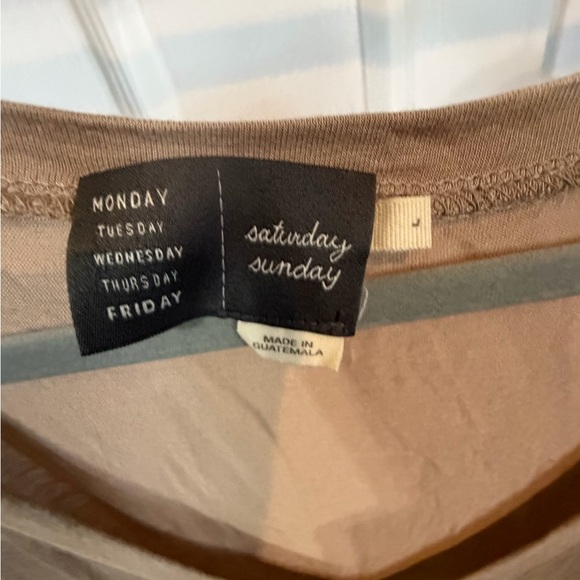 MONDAY
TUESDAY
WEDNESDAY
THURSDAY
FRIDAY
saturday
sunday
L
MADE IN
GUATEMALA